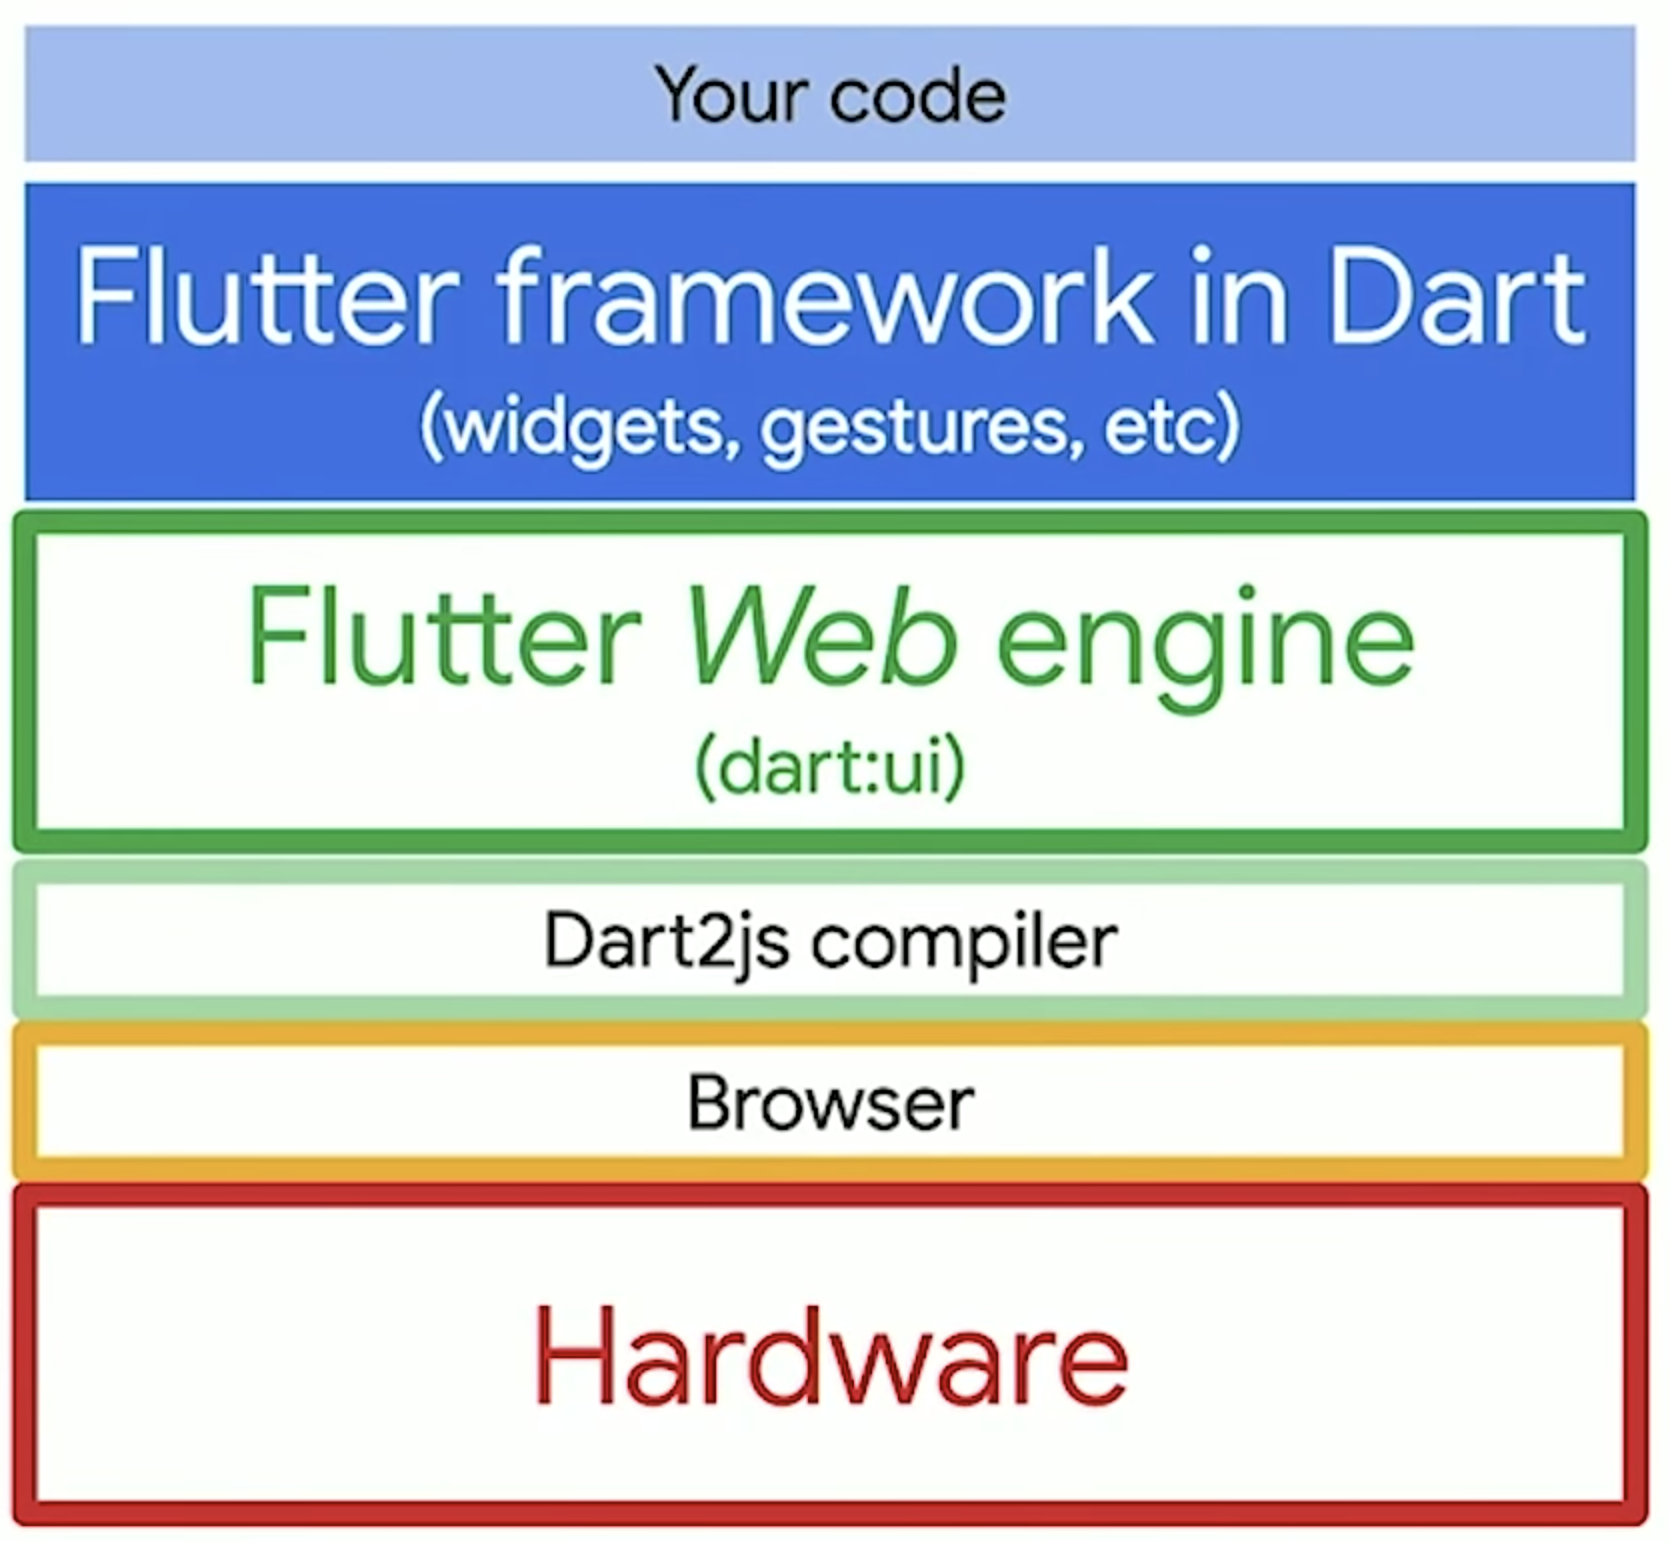 Your code
Flutter framework in Dart
(widgets, gestures, etc)
Flutter Web engine
(dart:ui)
Dart2js compiler
Browser
Hardware